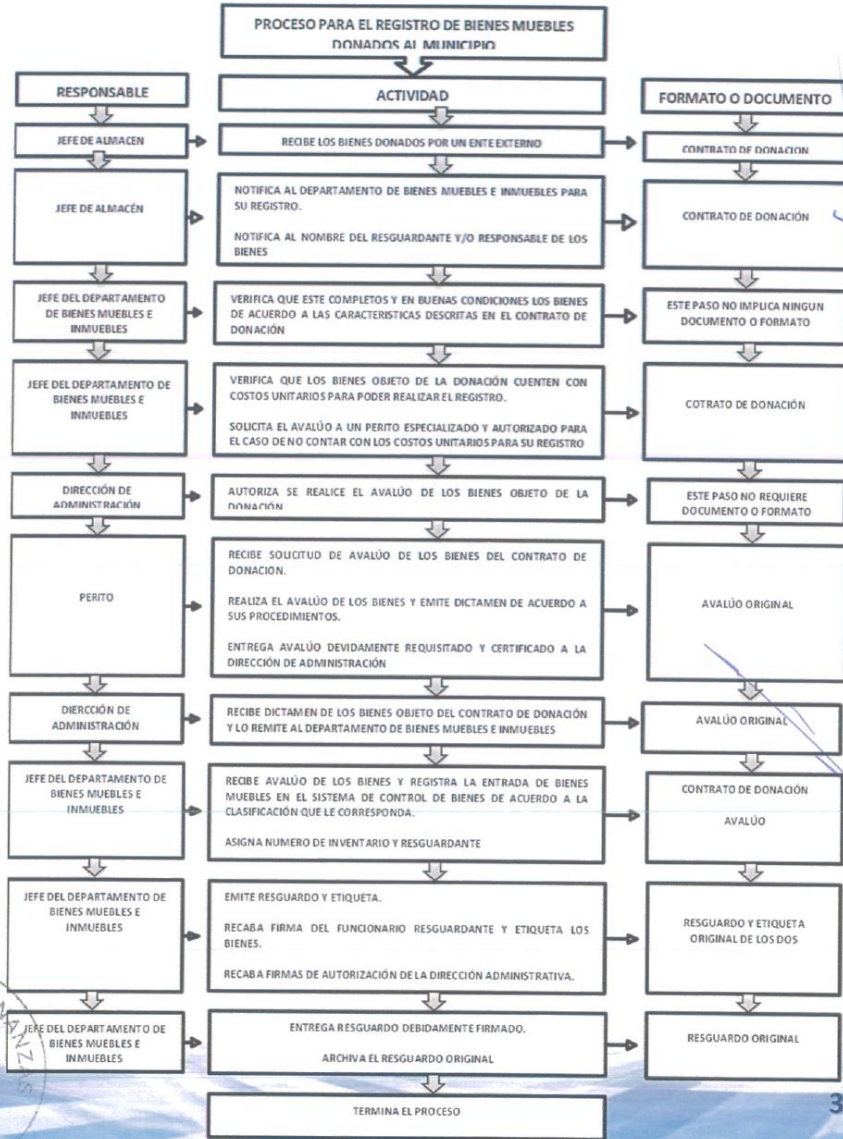 PROCESO PARA EL REGISTRO DE BIENES MUEBLES
DONADOS AL MUNICIPIO
RESPONSABLE
ACTIVIDAD
FORMATO O DOCUMENTO
JEFE DE ALMACEN
RECIBE LOS BIENES DONADOS POR UN ENTE EXTERNO
CONTRATO DE DONACION
JEFE DE ALMACÉN
NOTIFICA AL DEPARTAMENTO DE BIENES MUEBLES E INMUEBLES PARA
SU REGISTRO.
NOTIFICA AL NOMBRE DEL RESGUARDANTE Y/O RESPONSABLE DE LOS
BIENES
CONTRATO DE DONACIÓN
JEFE DEL DEPARTAMENTO
DE BIENES MUEBLES E
INMUEBLES
VERIFICA QUE ESTE COMPLETOS Y EN BUENAS CONDICIONES LOS BIENES
DE ACUERDO A LAS CARACTERISTICAS DESCRITAS EN EL CONTRATO DE
DONACIÓN
ESTE PASO NO IMPLICA NINGUN
DOCUMENTO O FORMATO
JEFE DEL DEPARTAMENTO DE
BIENES MUEBLES E
INMUEBLES
VERIFICA QUE LOS BIENES OBJETO DE LA DONACIÓN CUENTEN CON
COSTOS UNITARIOS PARA PODER REALIZAR EL REGISTRO.
SOLICITA EL AVALÚO A UN PERITO ESPECIALIZADO Y AUTORIZADO PARA
EL CASO DE NO CONTAR CON LOS COSTOS UNITARIOS PARA SU REGISTRO
COTRATO DE DONACIÓN
DIRECCIÓN DE
ADMINISTRACIÓN
AUTORIZA SE REALICE EL AVALÚO DE LOS BIENES OBJETO DE LA
DONACIÓN
ESTE PASO NO REQUIERE
DOCUMENTO O FORMATO
PERITO
RECIBE SOLICITUD DE AVALÚO DE LOS BIENES DEL CONTRATO DE
DONACION.
REALIZA EL AVALÚO DE LOS BIENES Y EMITE DICTAMEN DE ACUERDO A
SUS PROCEDIMIENTOS.
ENTREGA AVALÚO DEVIDAMENTE REQUISITADO Y CERTIFICADO A LA
DIRECCIÓN DE ADMINISTRACIÓN
AVALÚO ORIGINAL
DIERCCIÓN DE
ADMINISTRACIÓN
RECIBE DICTAMEN DE LOS BIENES OBJETO DEL CONTRATO DE DONACIÓN
Y LO REMITE AL DEPARTAMENTO DE BIENES MUEBLES E INMUEBLES
AVALÚO ORIGINAL
JEFE DEL DEPARTAMENTO DE
BIENES MUEBLES E
INMUEBLES
RECIBE AVALÚO DE LOS BIENES Y REGISTRA LA ENTRADA DE BIENES
MUEBLES EN EL SISTEMA DE CONTROL DE BIENES DE ACUERDO A LA
CLASIFICACIÓN QUE LE CORRESPONDA.
ASIGNA NUMERO DE INVENTARIO Y RESGUARDANTE
CONTRATO DE DONACIÓN
AVALÚO
JEFE DEL DEPARTAMENTO DE
BIENES MUEBLES E
INMUEBLES
EMITE RESGUARDO Y ETIQUETA.
RECABA FIRMA DEL FUNCIONARIO RESGUARDANTE Y ETIQUETA LOS
BIENES.
RECABA FIRMAS DE AUTORIZACIÓN DE LA DIRECCIÓN ADMINISTRATIVA.
RESGUARDO Y ETIQUETA
ORIGINAL DE LOS DOS
JEFE DEL DEPARTAMENTO DE
BIENES MUEBLES E
INMUEBLES
ENTREGA RESGUARDO DEBIDAMENTE FIRMADO.
ARCHIVA EL RESGUARDO ORIGINAL
RESGUARDO ORIGINAL
TERMINA EL PROCESO
3
NANZAS